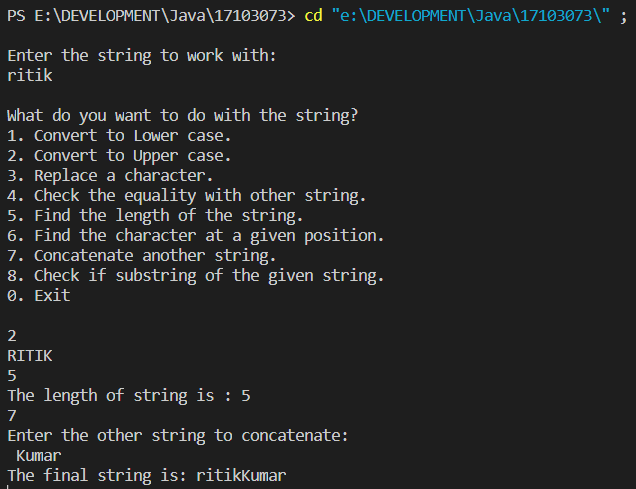 PS E:\DEVELOPMENT\Java\17103073> cd "e:\DEVELOPMENT\Java\17103073\" ;
Enter the string to work with:
ritik
What do you want to do with the string?
1. Convert to Lower case.
2. Convert to Upper case.
3. Replace a character.
4. Check the equality with other string.
5. Find the length of the string.
6. Find the character at a given position.
7. Concatenate another string.
8. Check if substring of the given string.
0. Exit
2
RITIK
5
The length of string is : 5
7
Enter the other string to concatenate:
 Kumar
The final string is: ritikKumar